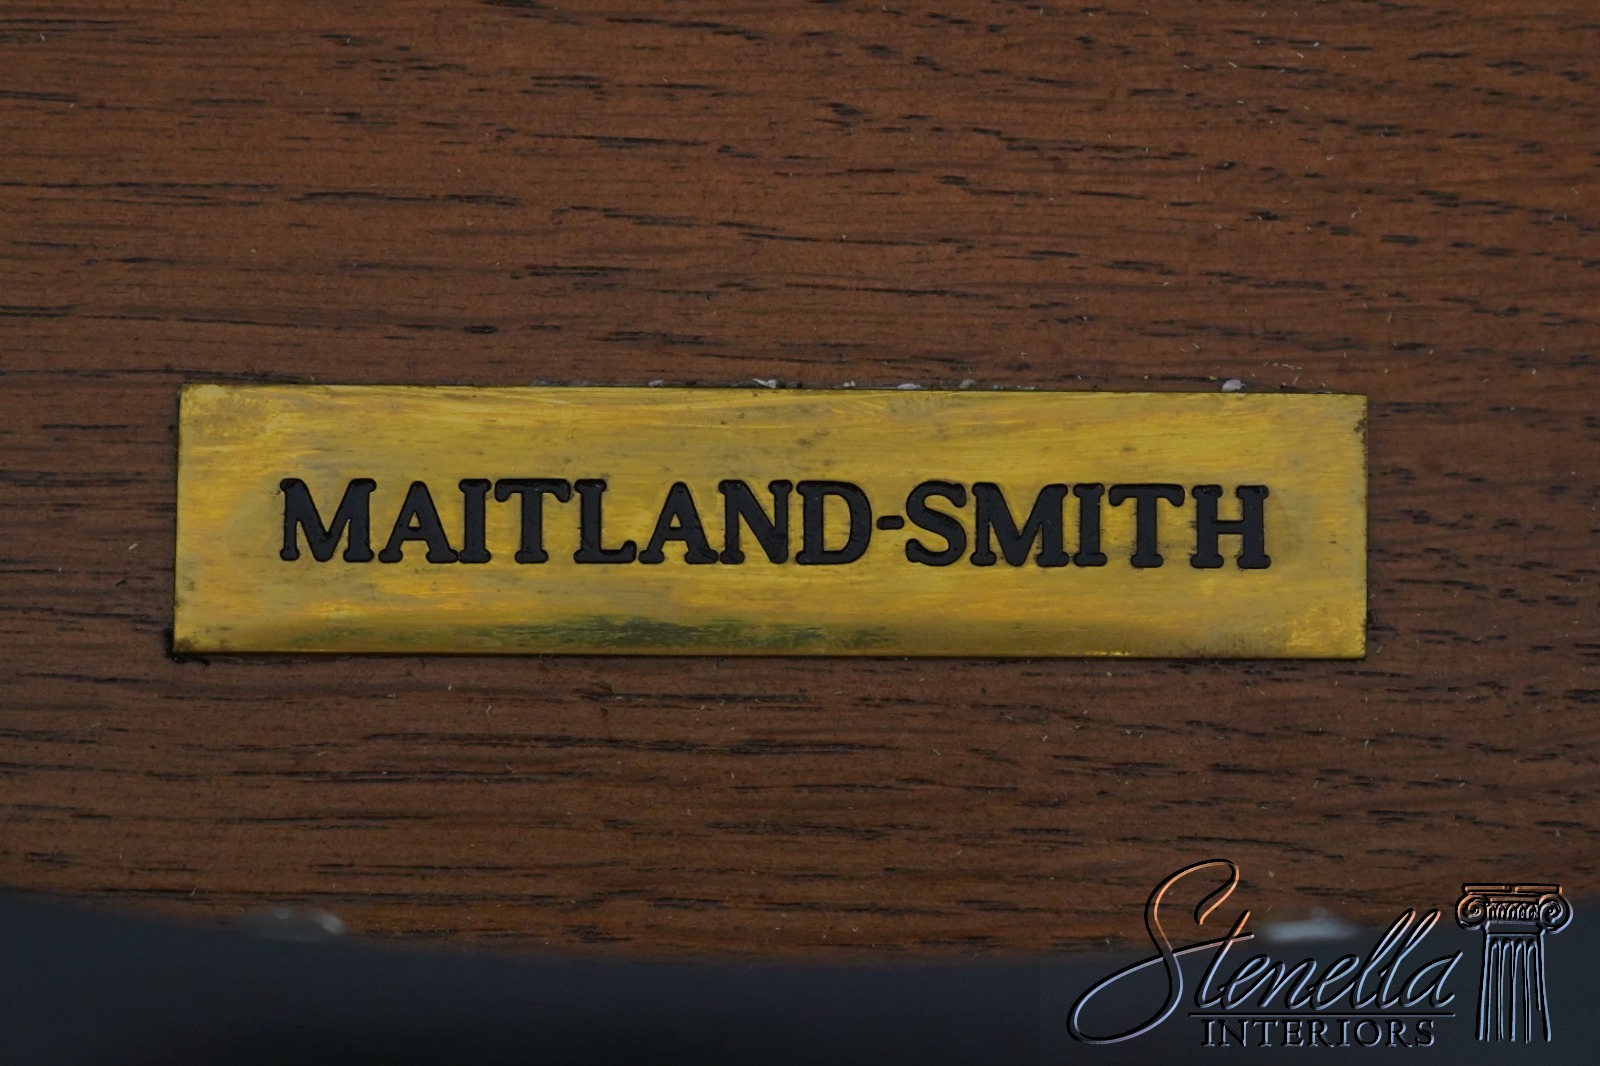 MAITLAND-SMITH
Stenella
INTERIORS